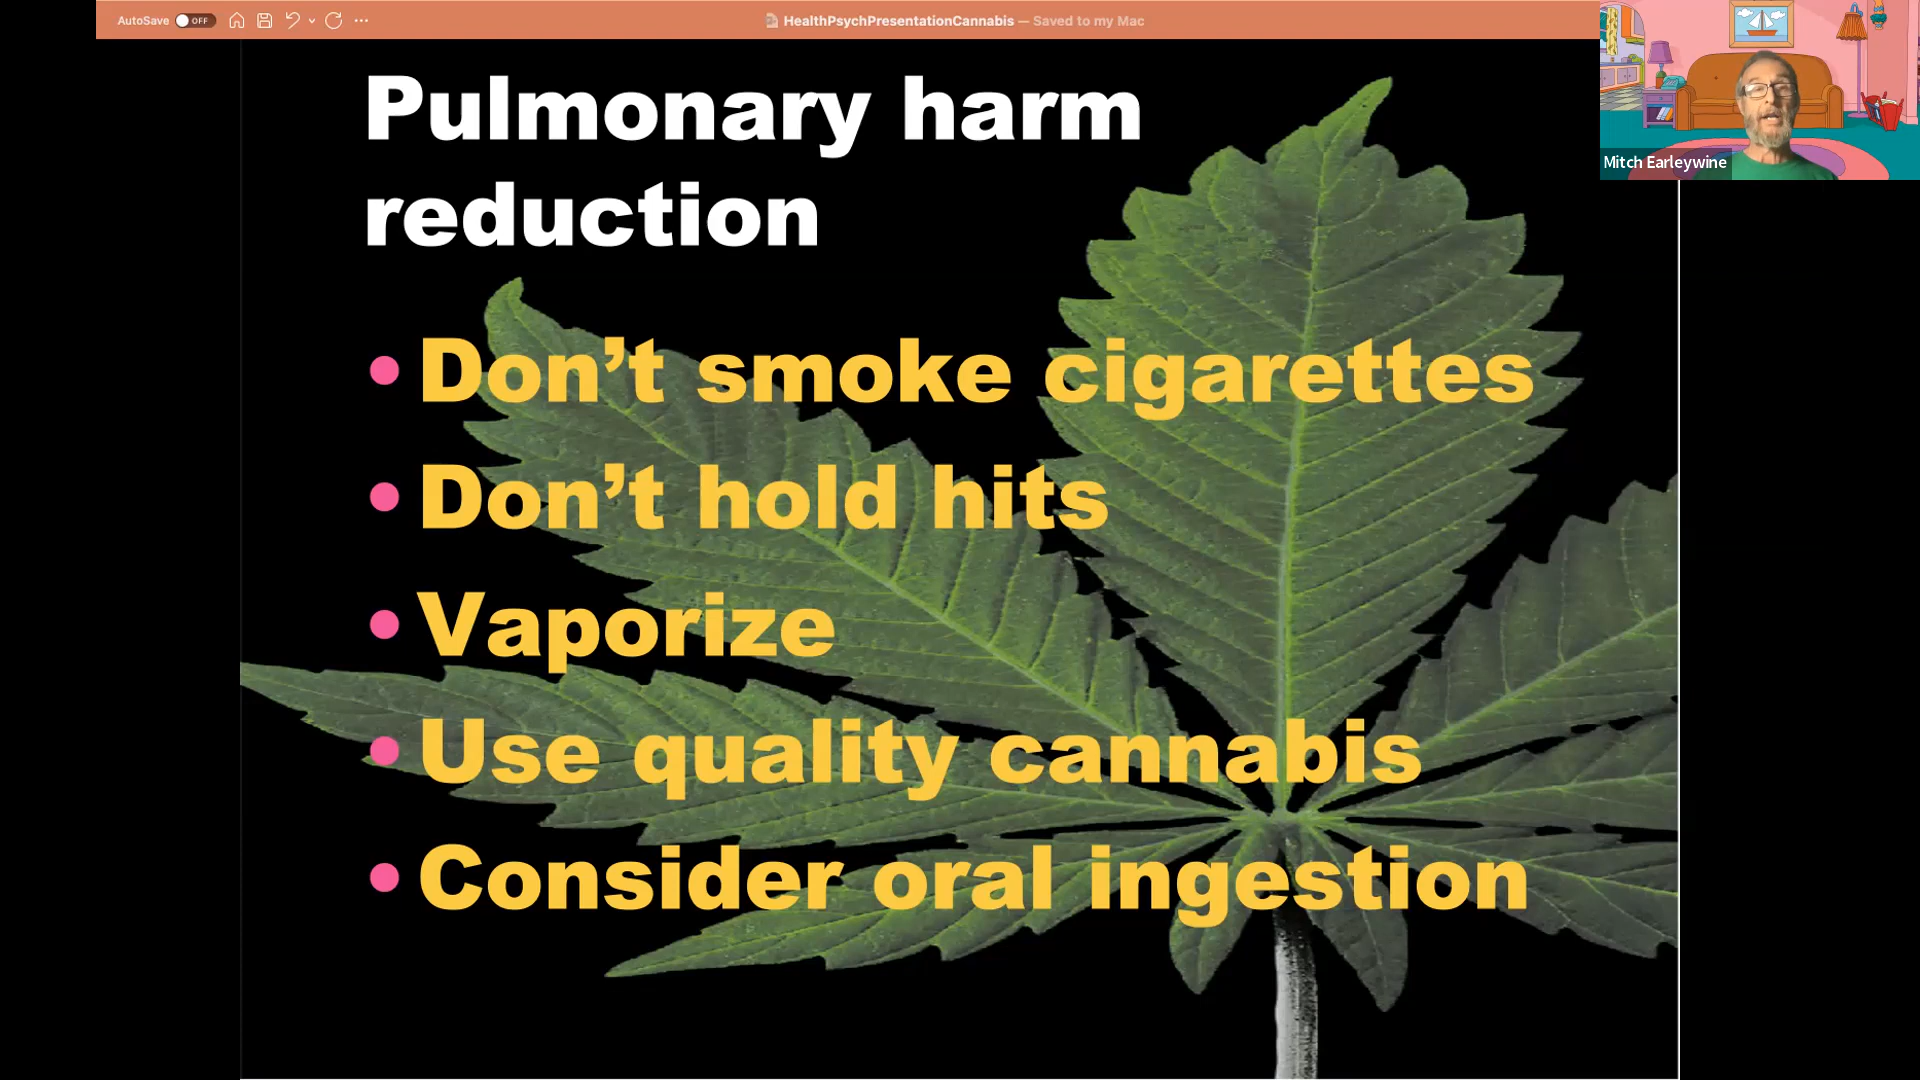 AutoSave OFF
HealthPsychPresentationCannabis — Saved to my Mac
Mitch Earleywine
Pulmonary harm
reduction
• Don’t smoke cigarettes
• Don’t hold hits
• Vaporize
• Use quality cannabis
• Consider oral ingestion